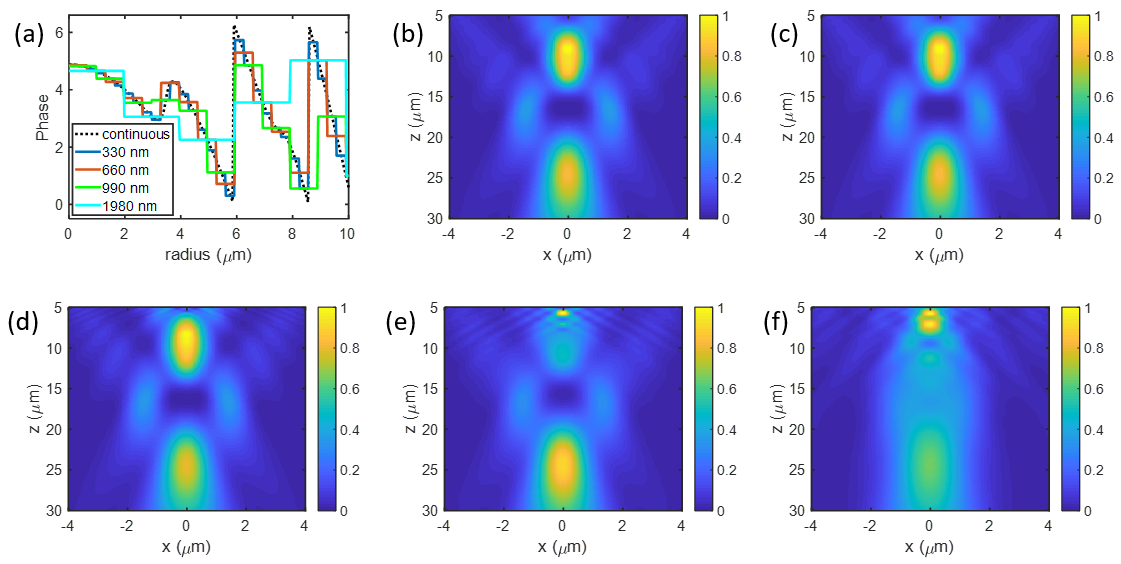 (a)
6
4
2
0
Phase
continuous
330 nm
660 nm
990 nm
1980 nm
0 2 4 6 8 10
radius (μm)
(b)
5
10
15
20
25
30
z (μm)
-4 -2 0 2 4
x (μm)
1
0.8
0.6
0.4
0.2
0
(c)
5
10
15
20
25
30
z (μm)
-4 -2 0 2 4
x (μm)
1
0.8
0.6
0.4
0.2
0
(d)
5
10
15
20
25
30
z (μm)
-4 -2 0 2 4
x (μm)
1
0.8
0.6
0.4
0.2
0
(e)
5
10
15
20
25
30
z (μm)
-4 -2 0 2 4
x (μm)
1
0.8
0.6
0.4
0.2
0
(f)
5
10
15
20
25
30
z (μm)
-4 -2 0 2 4
x (μm)
1
0.8
0.6
0.4
0.2
0